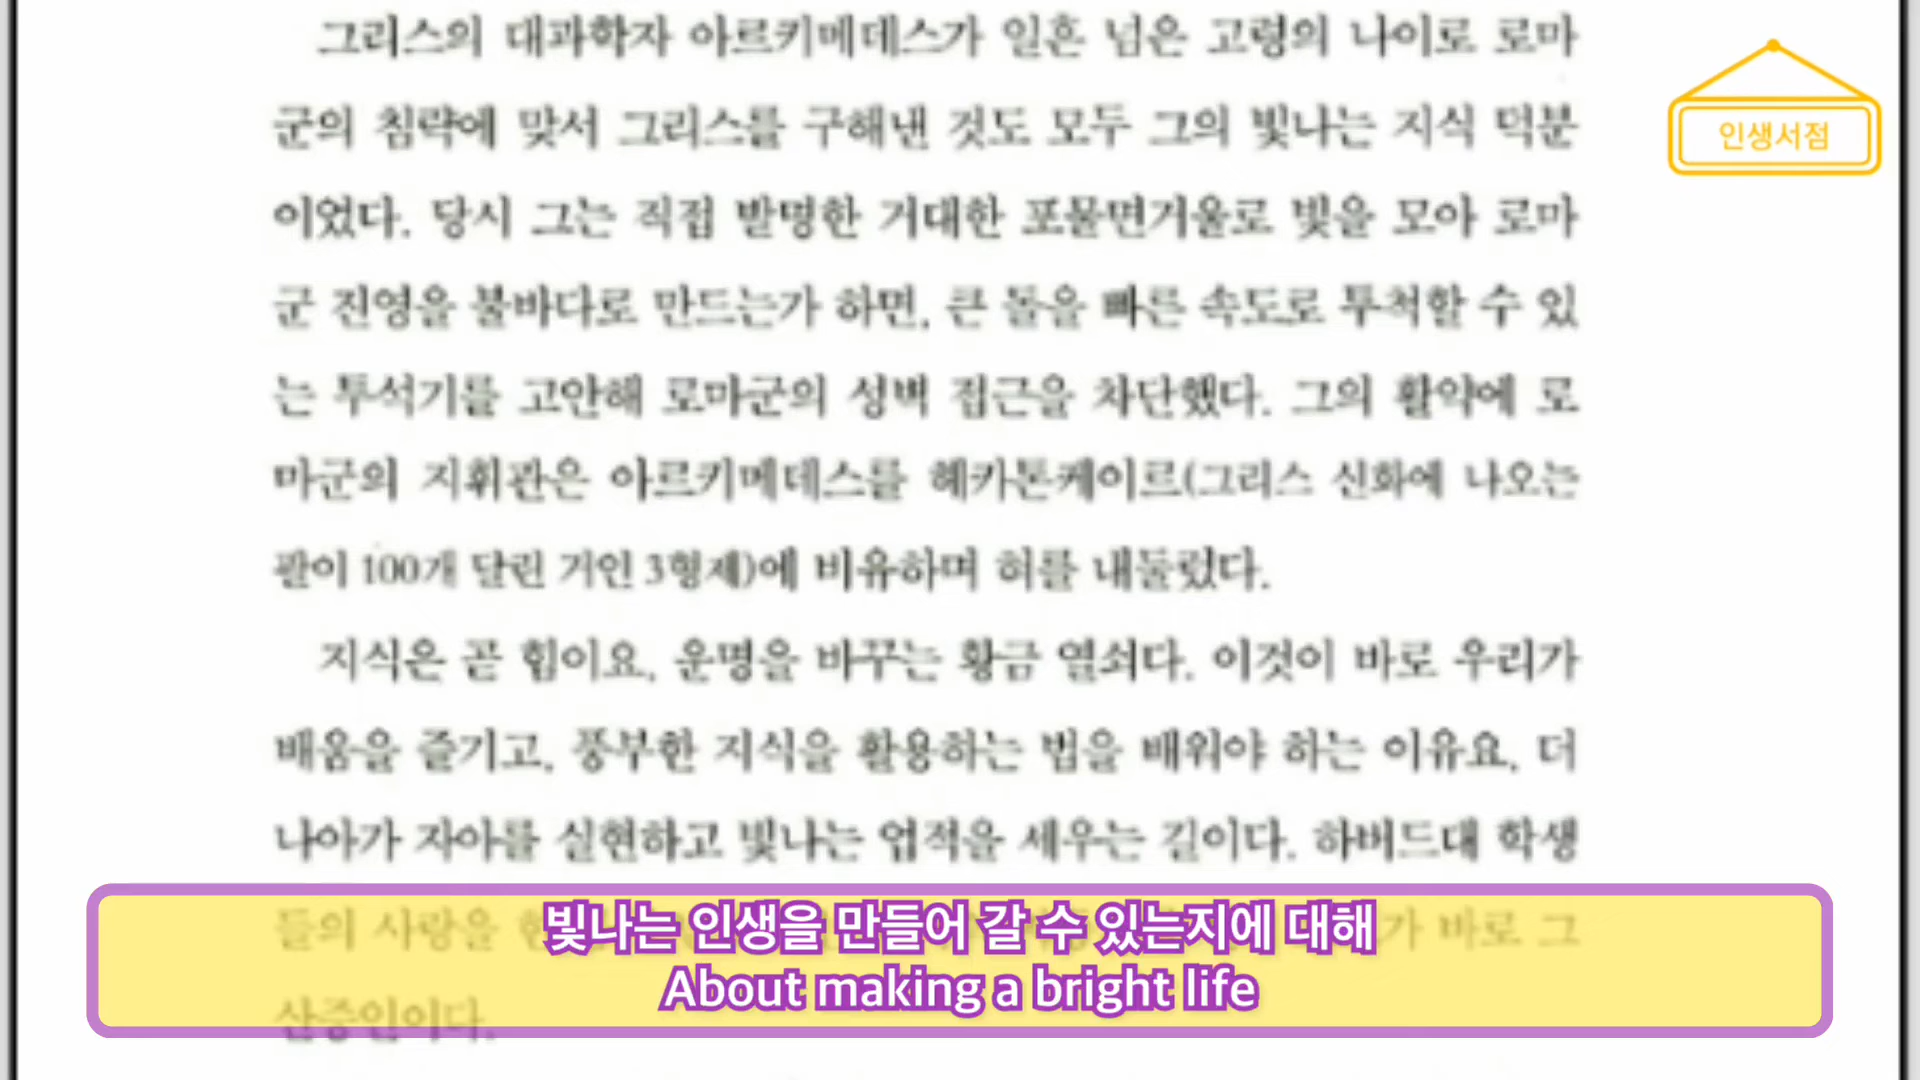 그리스의 대과학자 아르키메데스가 일흔 넘은 고령의 나이로 로마
군의 침략에 맞서 그리스를 구해낸 것도 모두 그의 빛나는 지식 덕분
이었다. 당시 그는 직접 발명한 거대한 포물면거울로 빛을 모아 로마
군 진영을 불바다로 만드는가 하면, 큰 돌을 빠른 속도로 투척할 수 있
는 투석기를 고안해 로마군의 성벽 접근을 차단했다. 그의 활약에 로
마군의 지휘관은 아르키메데스를 헤카톤케이르(그리스 신화에 나오는
팔이 100개 달린 거인 3형제)에 비유하며 혀를 내둘렀다.
지식은 곧 힘이요, 운명을 바꾸는 황금 열쇠다. 이것이 바로 우리가
배움을 즐기고, 풍부한 지식을 활용하는 법을 배워야 하는 이유요, 더
나아가 자아를 실현하고 빛나는 업적을 세우는 길이다. 하버드대 학생
들의 사랑을 가 바로 그
산증인이다.
인생서점
빛나는 인생을 만들어 갈 수 있는지에 대해
About making a bright life